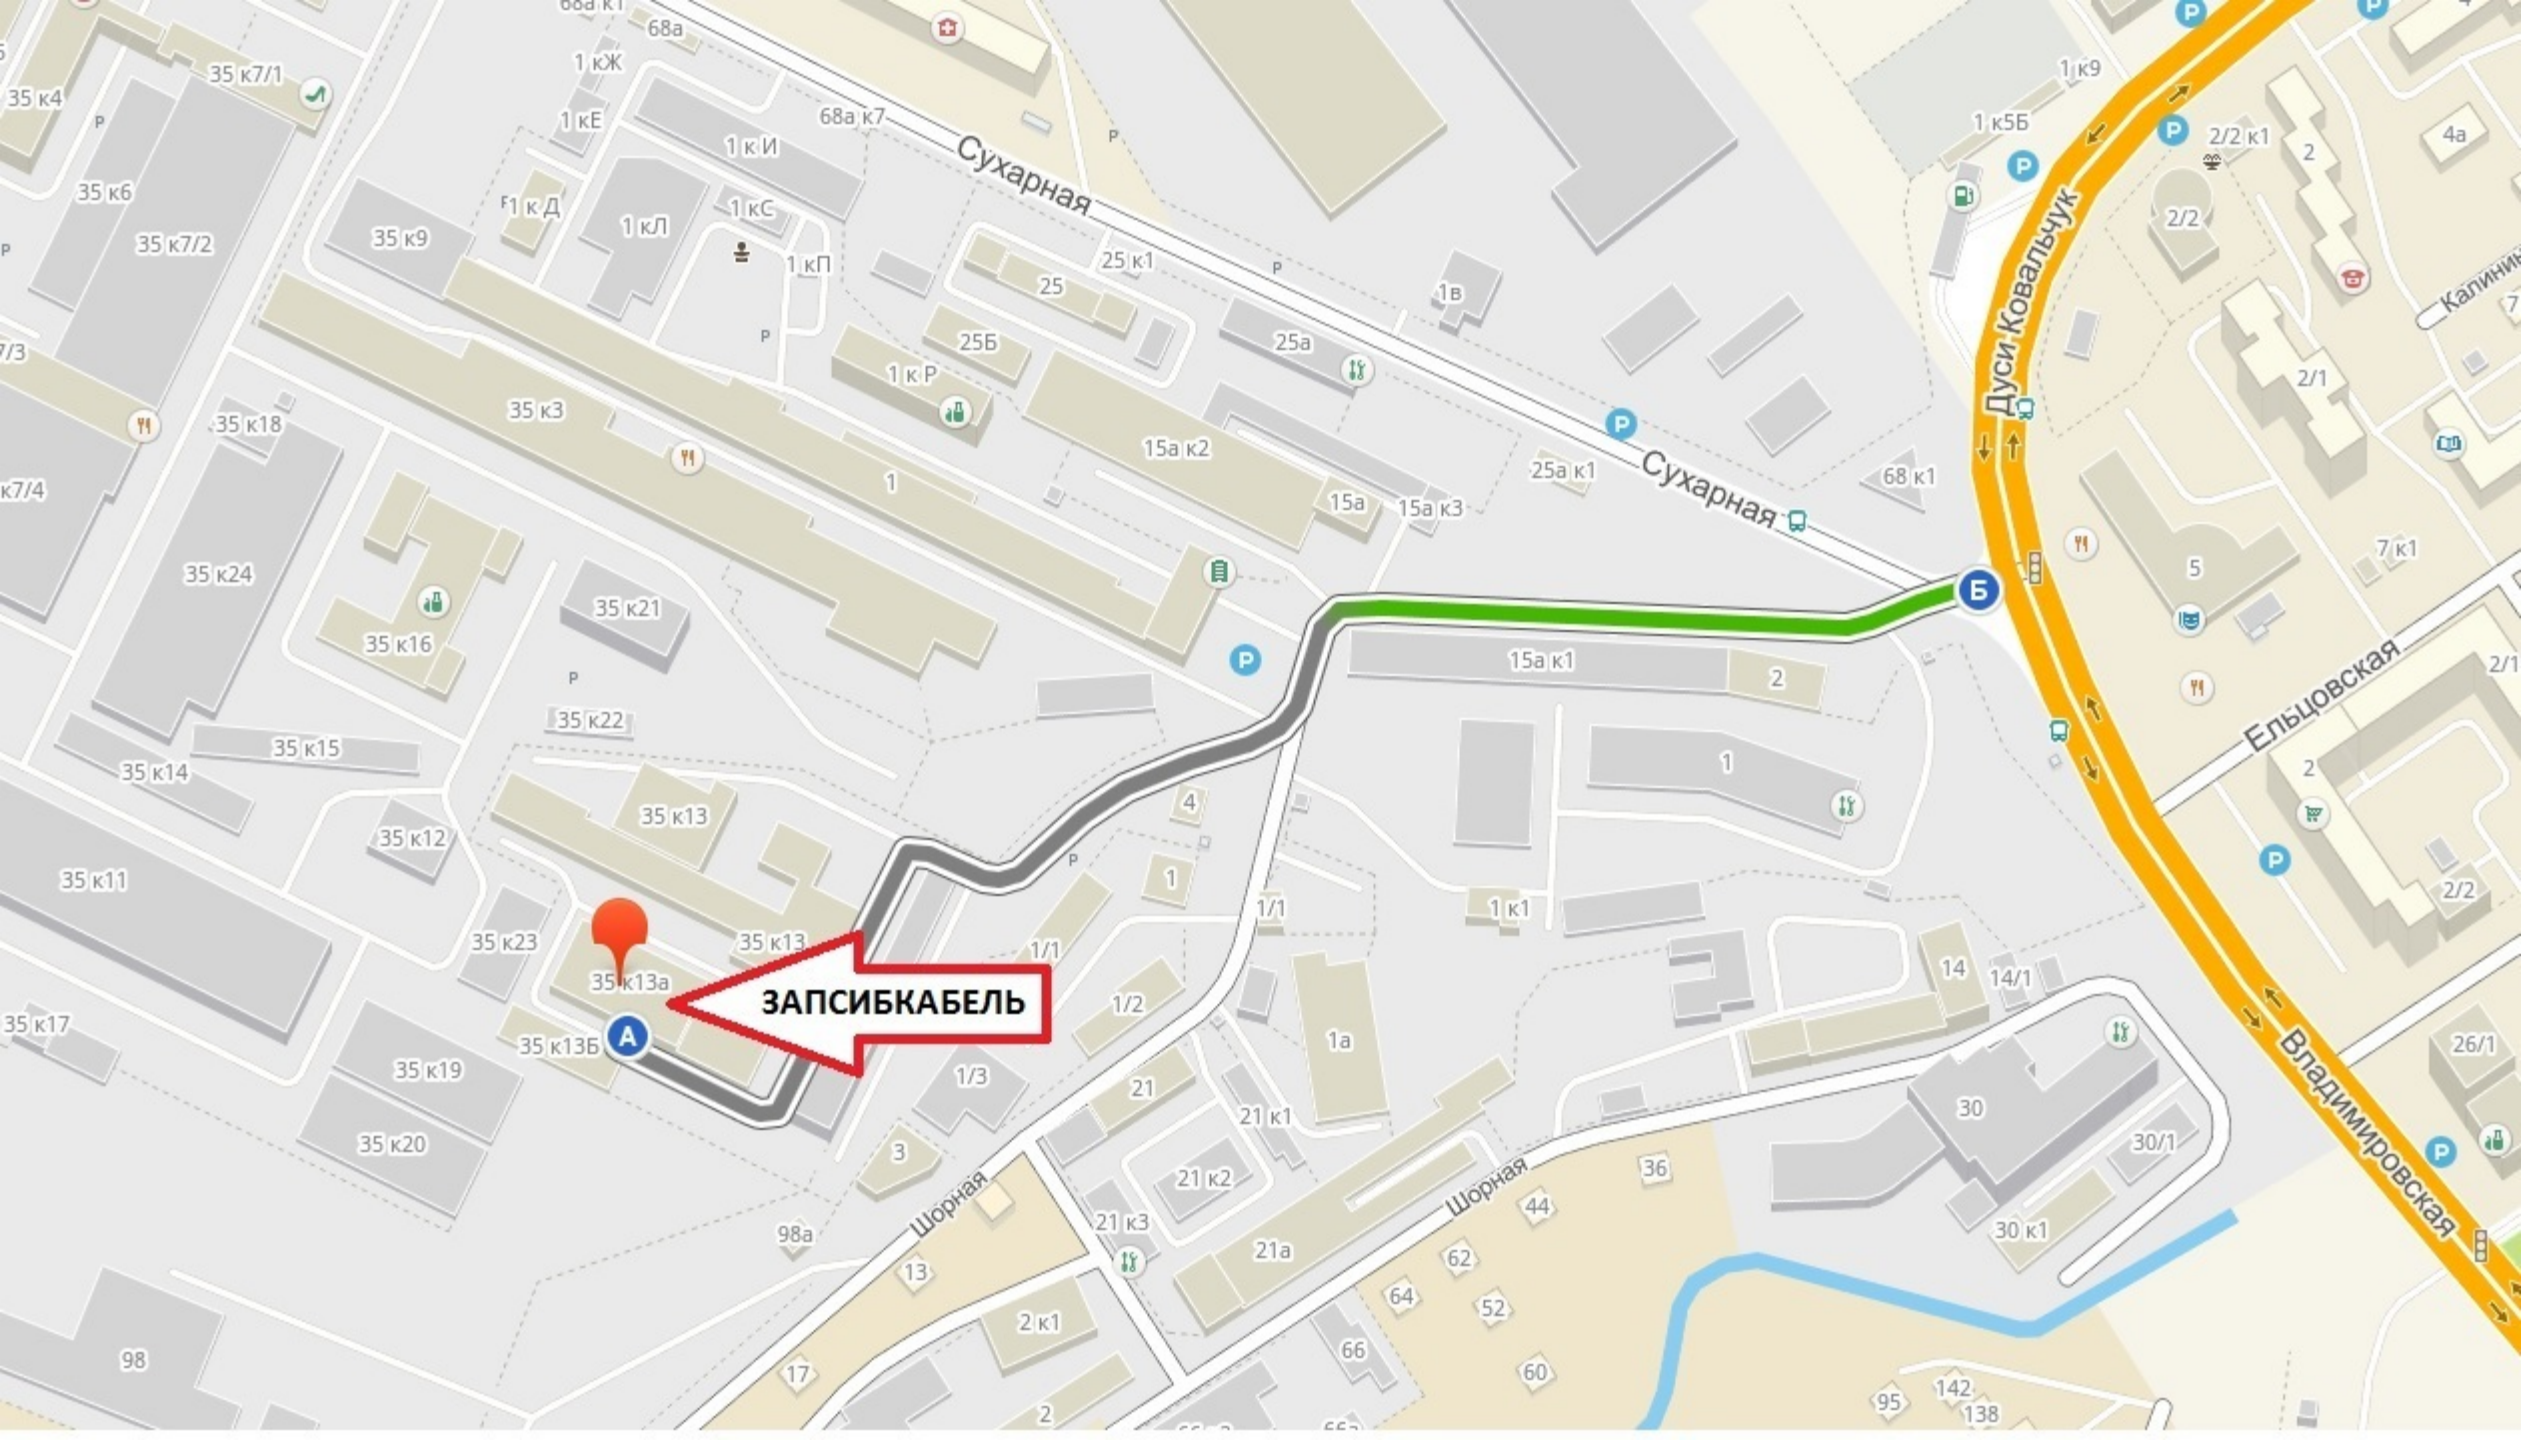 68а к1
68а
1 кЖ
35 к7/1
35 к4
1 к9
68а к7
1 кЕ
1 к5Б
2/2 к1
4а
2
Сухарная
1 к И
35 к6
1 к Д
1 кС
1 кЛ
35 к9
35 к7/2
2/2
Дуси Ковальчук
1 кП
25 к1
25
1в
7
7/3
25Б
25а
1 к Р
2/1
35 к3
35 к18
15а к2
Сухарная
25а к1
68 к1
к7/4
1
15а
15а к3
7 к1
35 к24
5
35 к21
35 к16
15а к1
2
2/1
Ельцовская
35 к22
35 к15
35 к14
1
2
4
35 к13
35 к12
35 к11
1
2/2
1/1
1 к1
35 к23
35 к13
1/1
35 к13а
ЗАПСИБКАБЕЛЬ
14
14/1
1/2
35 к17
35 к13Б
А
Б
1а
26/1
35 к19
1/3
21
30
Владимировская
21 к1
35 к20
3
30/1
21 к2
36
Шорная
Шорная
44
21 к3
98а
30 к1
21а
62
13
64
52
2 к1
66
98
17
60
142
95
138
2